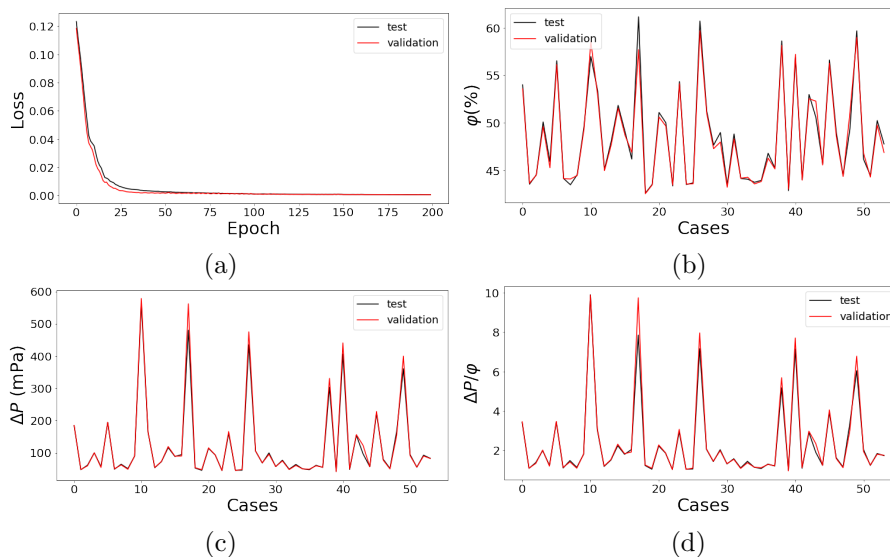 0.12
0.10
0.08
0.06
0.04
0.02
0.00
Loss
test
validation
0 25 50 75 100 125 150 175 200
Epoch
(a)
60
55
50
45
φ(%)
test
validation
0 10 20 30 40 50
Cases
(b)
600
500
400
300
200
100
ΔP (mPa)
test
validation
0 10 20 30 40 50
Cases
(c)
10
8
6
4
2
ΔP/φ
test
validation
0 10 20 30 40 50
Cases
(d)